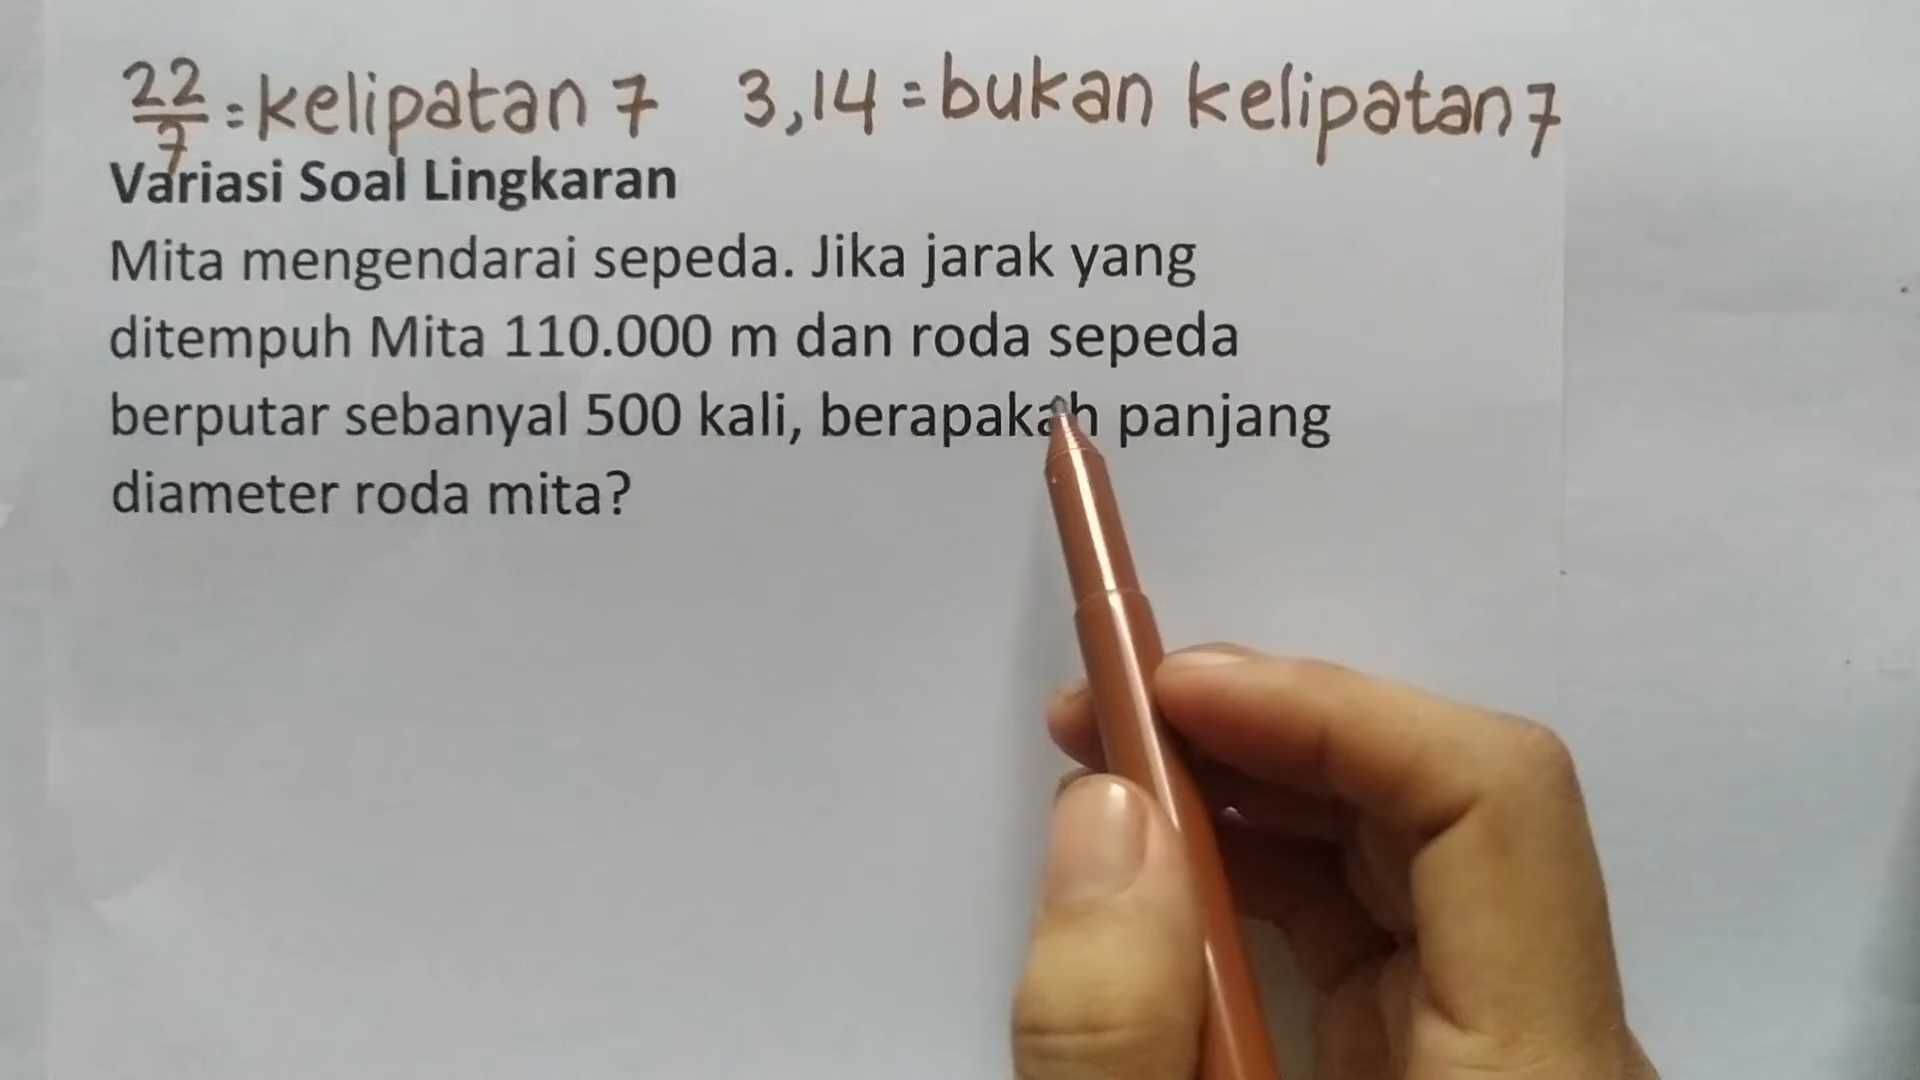 22/7 = kelipatan 7 3,14 = bukan kelipatan 7
Variasi Soal Lingkaran
Mita mengendarai sepeda. Jika jarak yang
ditempuh Mita 110.000 m dan roda sepeda
berputar sebanyal 500 kali, berapakah panjang
diameter roda mita?